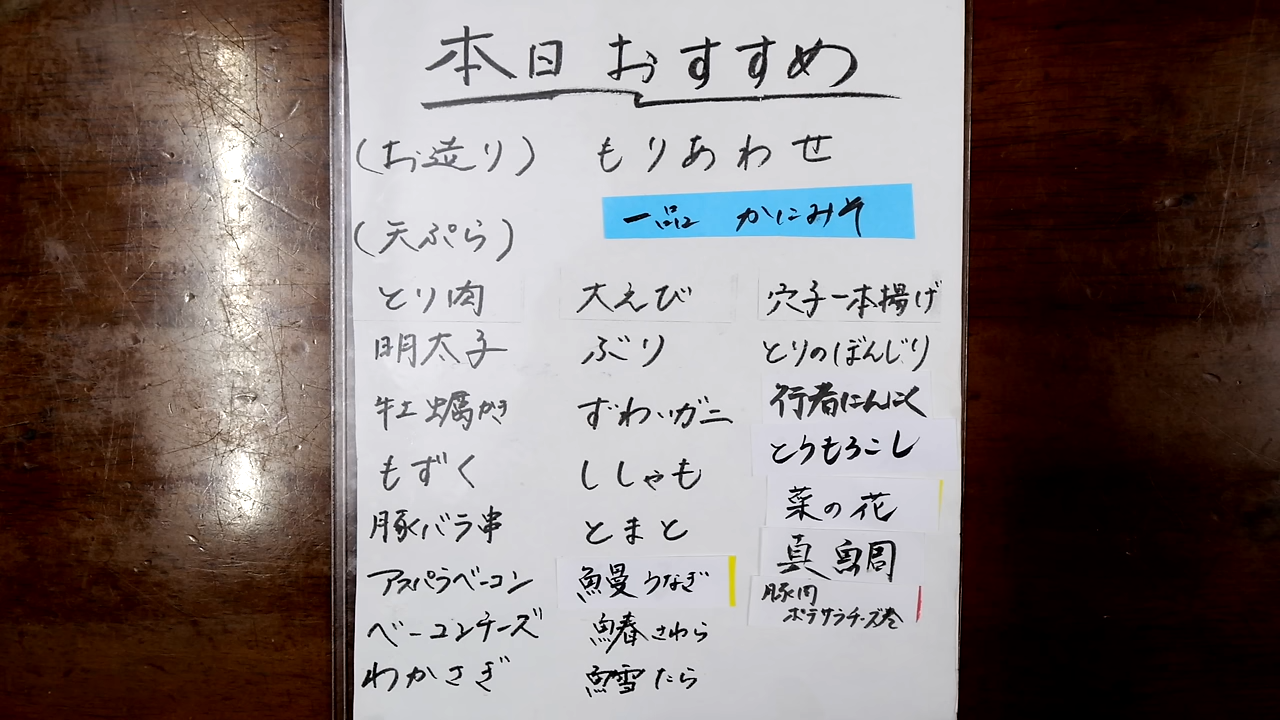 本日おすすめ
(お造り) もりあわせ
一品 かにみそ
(天ぷら)
とり肉 大えび 穴子一本揚げ
明太子 ぶり とりのぼんじり
牡蠣かき ずわいガニ 行者にんにく
もずく ししゃも とうもろこし
豚バラ串 とまと 菜の花
アスパラベーコン 鰻うなぎ 真鯛
豚肉
ポテサラチーズ巻
ベーコンチーズ 鰆さわら
わかさぎ 鱈たら